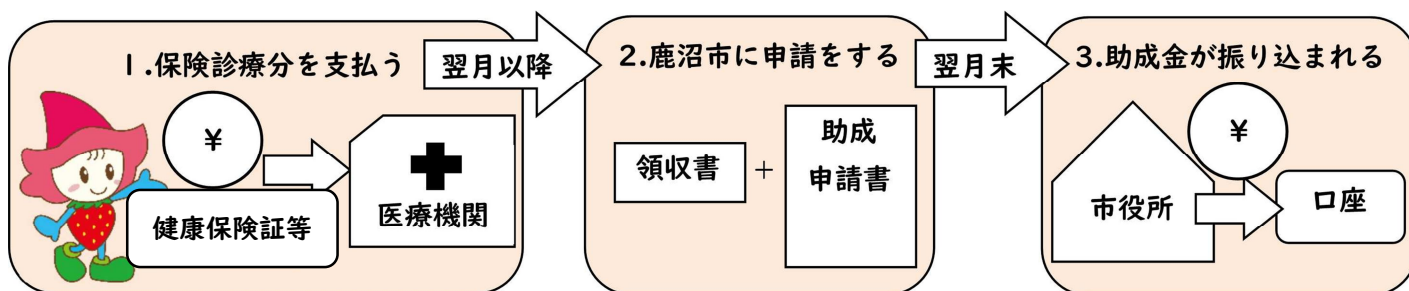 1.保険診療分を支払う
¥
健康保険証等
医療機関
翌月以降
2.鹿沼市に申請をする
領収書
+
助成
申請書
翌月末
3.助成金が振り込まれる
¥
市役所
口座